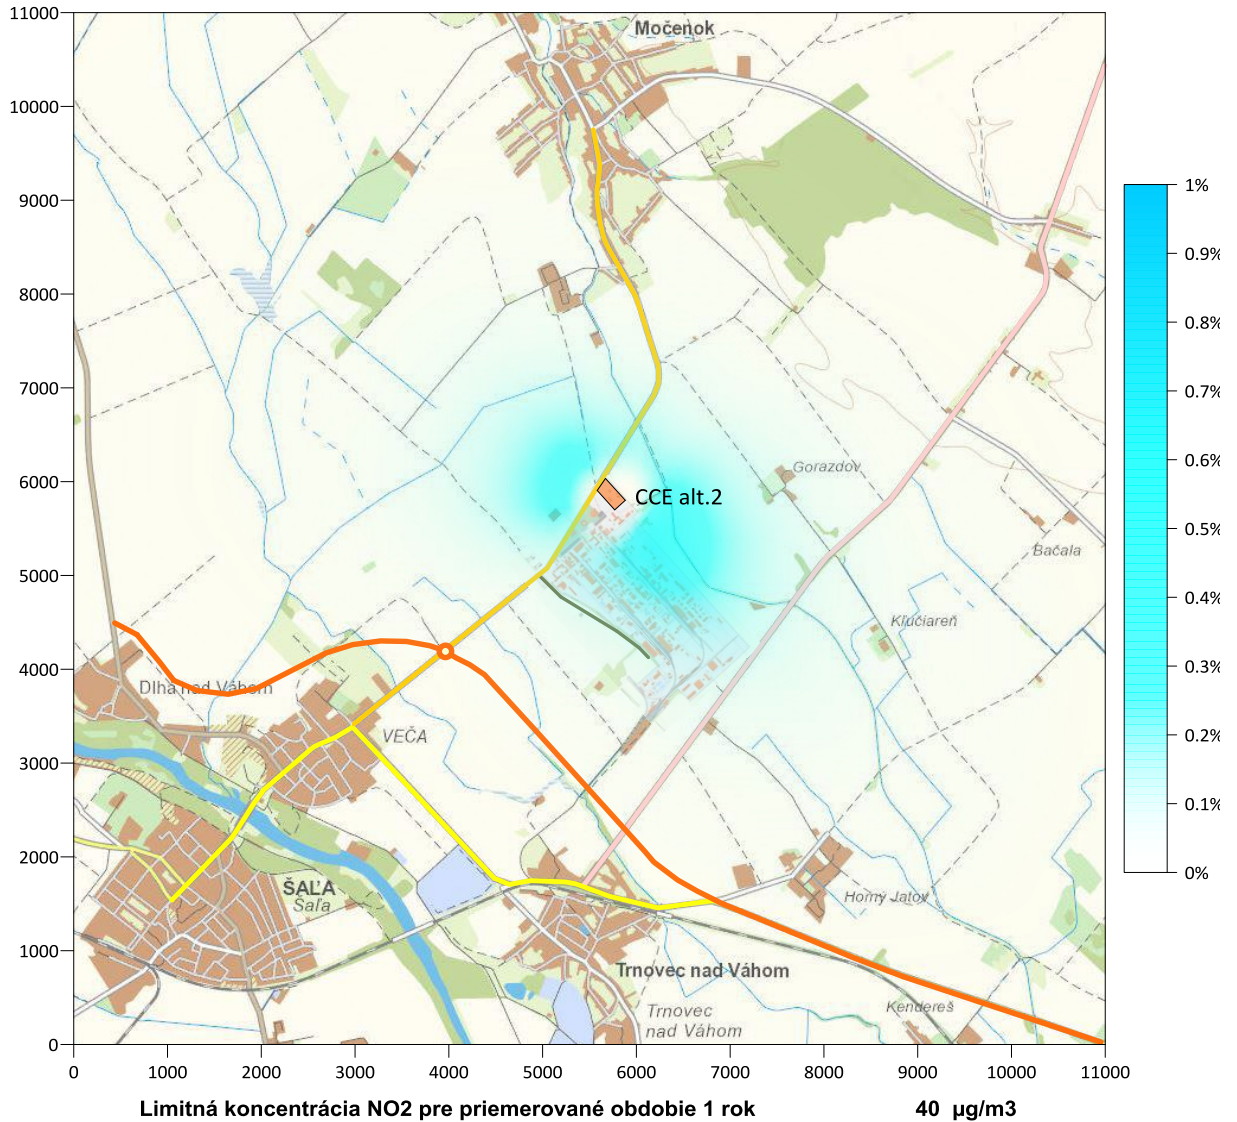 11000
10000
9000
8000
7000
6000
5000
4000
3000
2000
1000
0
Močenok
Gorazdov
CCE alt.2
Bačala
Kľučiareň
Dlhá nad Váhom
VEČA
ŠAĽA
Šaľa
Horný Jatov
Trnovec nad Váhom
Trnovec
nad Váhom
Kendereš
1%
0.9%
0.8%
0.7%
0.6%
0.5%
0.4%
0.3%
0.2%
0.1%
0%
0 1000 2000 3000 4000 5000 6000 7000 8000 9000 10000 11000
Limitná koncentrácia NO2 pre priemerované obdobie 1 rok 40 µg/m3